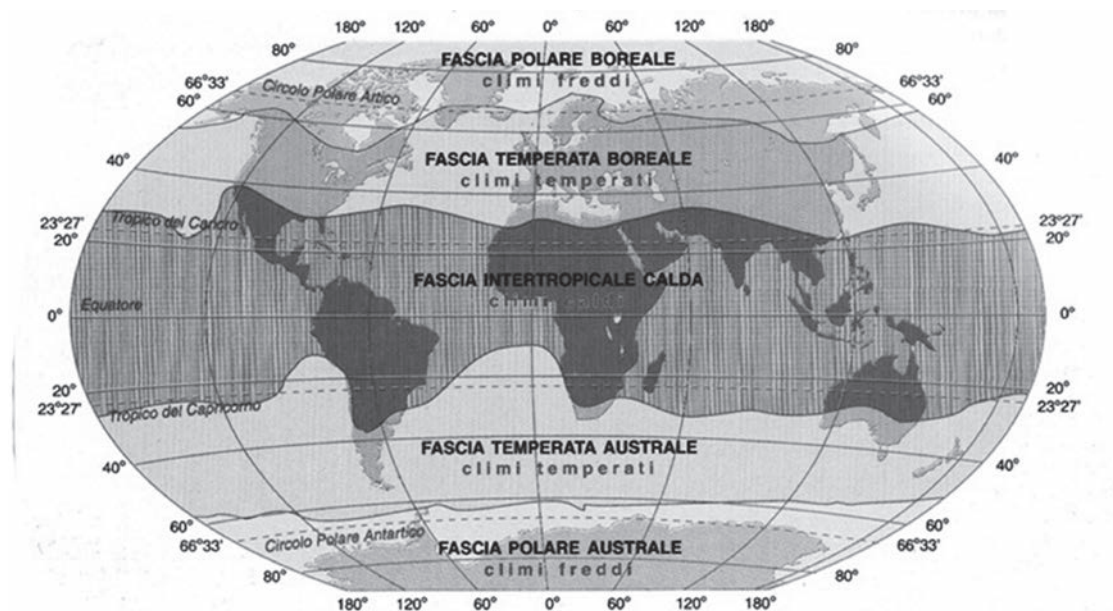 180° 120° 60° 0° 60° 120° 180°
80° 80°
FASCIA POLARE BOREALE
climi freddi
66°33' 66°33'
Circolo Polare Artico
60° 60°
FASCIA TEMPERATA BOREALE
climi temperati
40° 40°
23°27' 23°27'
Tropico del Cancro
20° 20°
FASCIA INTERTROPICALE CALDA
climi caldi
Equatore
0° 0°
20° 20°
23°27' 23°27'
Tropico del Capricorno
FASCIA TEMPERATA AUSTRALE
climi temperati
40° 40°
60° 60°
66°33' 66°33'
Circolo Polare Antartico
FASCIA POLARE AUSTRALE
climi freddi
80° 80°
180° 120° 60° 0° 60° 120° 180°